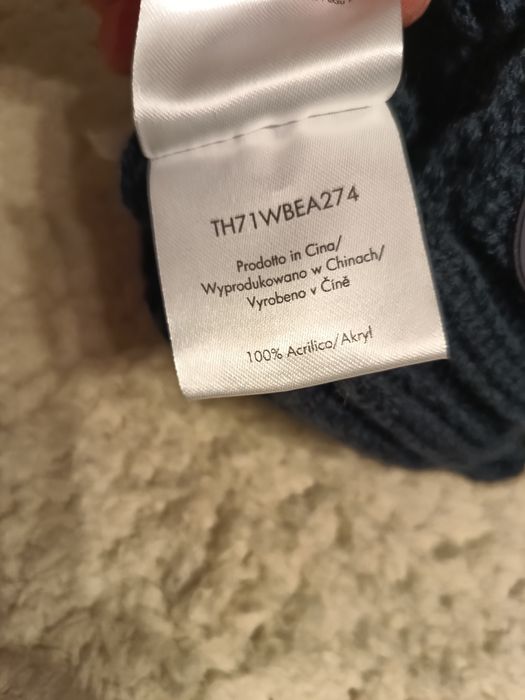 TH71WBEA274
Prodotto in Cina/
Wyprodukowano w Chinach/
Vyrobeno v Číně
100% Acrilico/Akryl